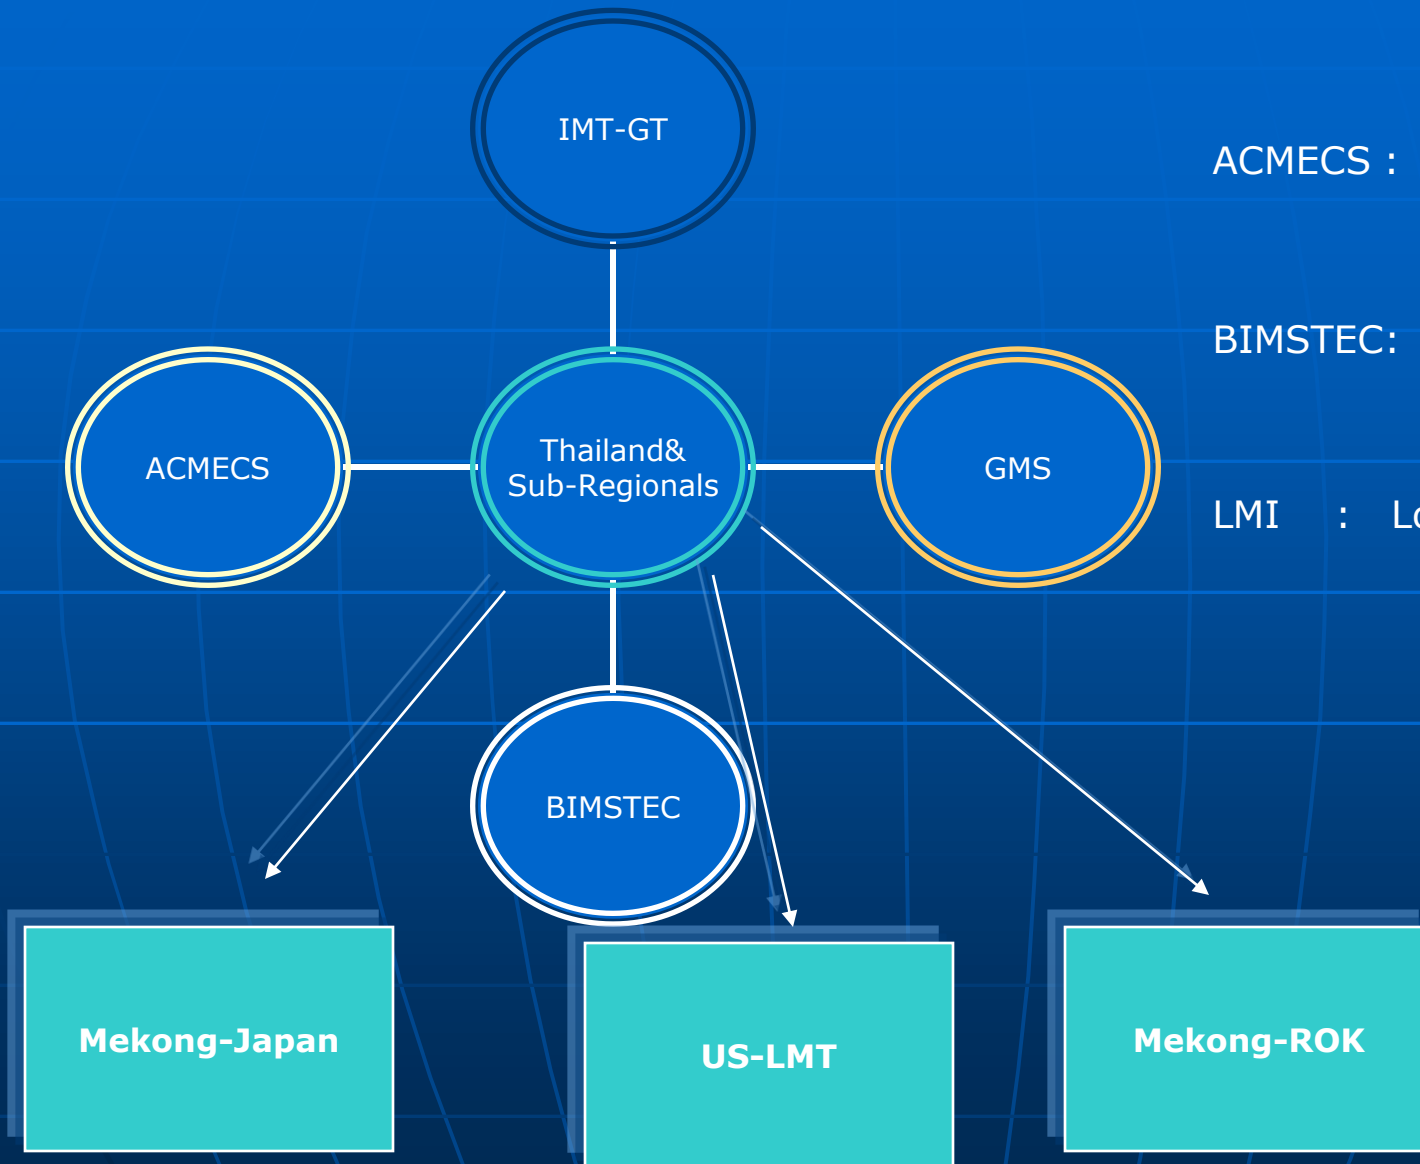 IMT-GT
ACMECS :
BIMSTEC:
ACMECS
Thailand&
Sub-Regionals
GMS
LMI :
BIMSTEC
Mekong-Japan
US-LMT
Mekong-ROK